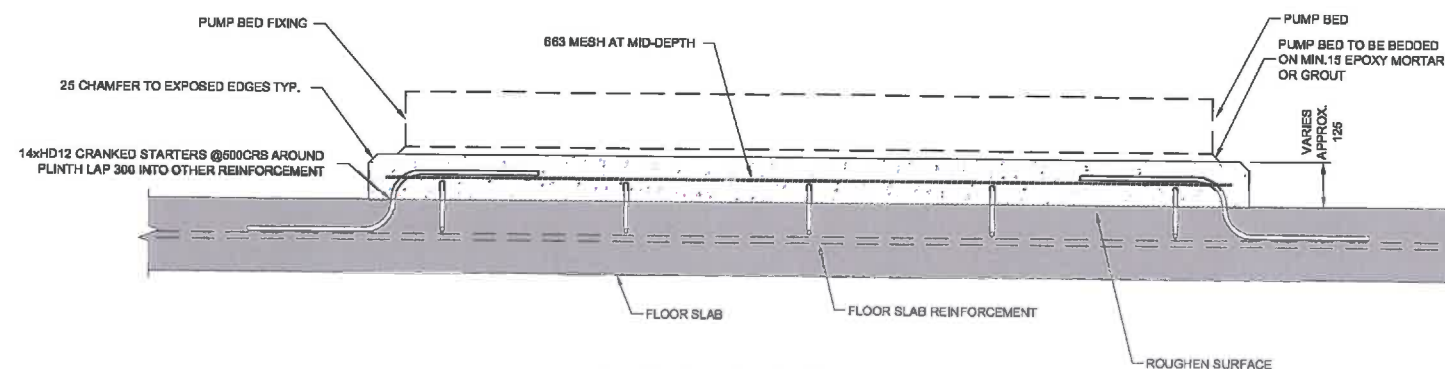 PUMP BED FIXING
663 MESH AT MID-DEPTH
PUMP BED
PUMP BED TO BE BEDDED
ON MIN.15 EPOXY MORTAR
OR GROUT
25 CHAMFER TO EXPOSED EDGES TYP.
VARIES
APPROX.
125
14xHD12 CRANKED STARTERS @500CRS AROUND
PLINTH LAP 300 INTO OTHER REINFORCEMENT
FLOOR SLAB
FLOOR SLAB REINFORCEMENT
ROUGHEN SURFACE